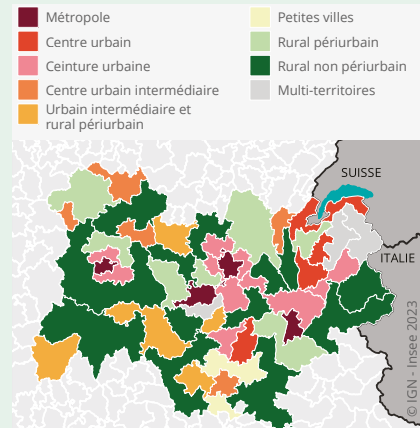 Métropole
Centre urbain
Ceinture urbaine
Centre urbain intermédiaire
Urbain intermédiaire et
rural périurbain
Petites villes
Rural périurbain
Rural non périurbain
Multi-territoires
SUISSE
ITALIE
© IGN - Insee 2023